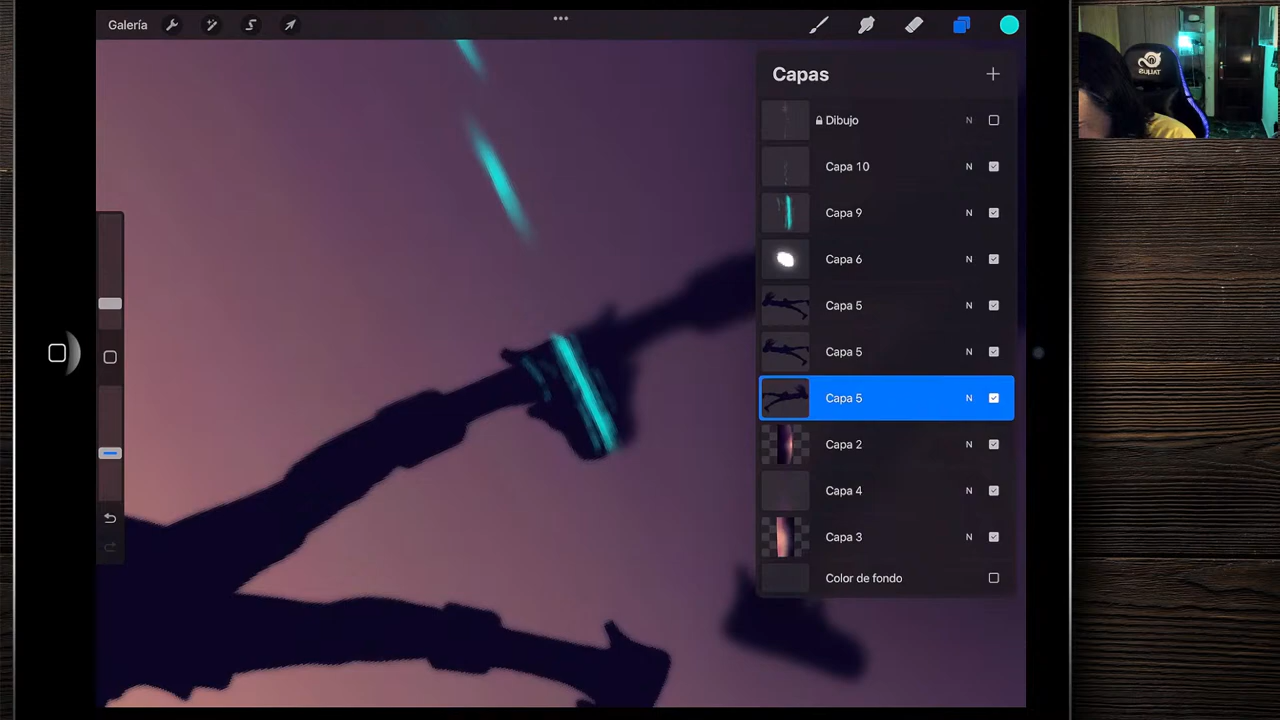 Galería
Capas
Dibujo N
Capa 10 N
Capa 9 N
Capa 6 N
Capa 5 N
Capa 5 N
Capa 5 N
Capa 2 N
Capa 4 N
Capa 3 N
Color de fondo